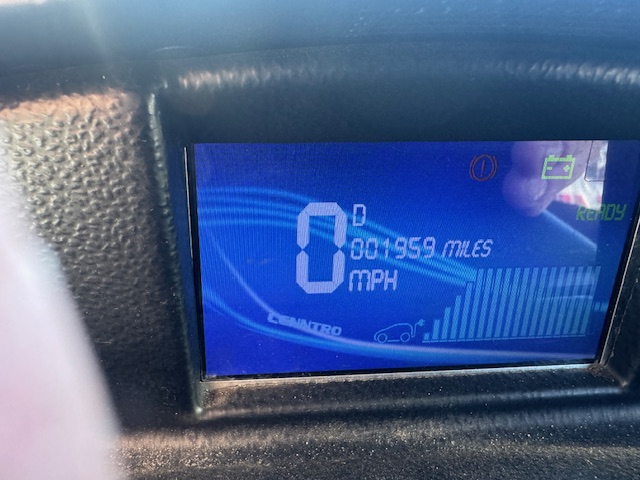 READY
0
D
001959 MILES
MPH
CENNTRO